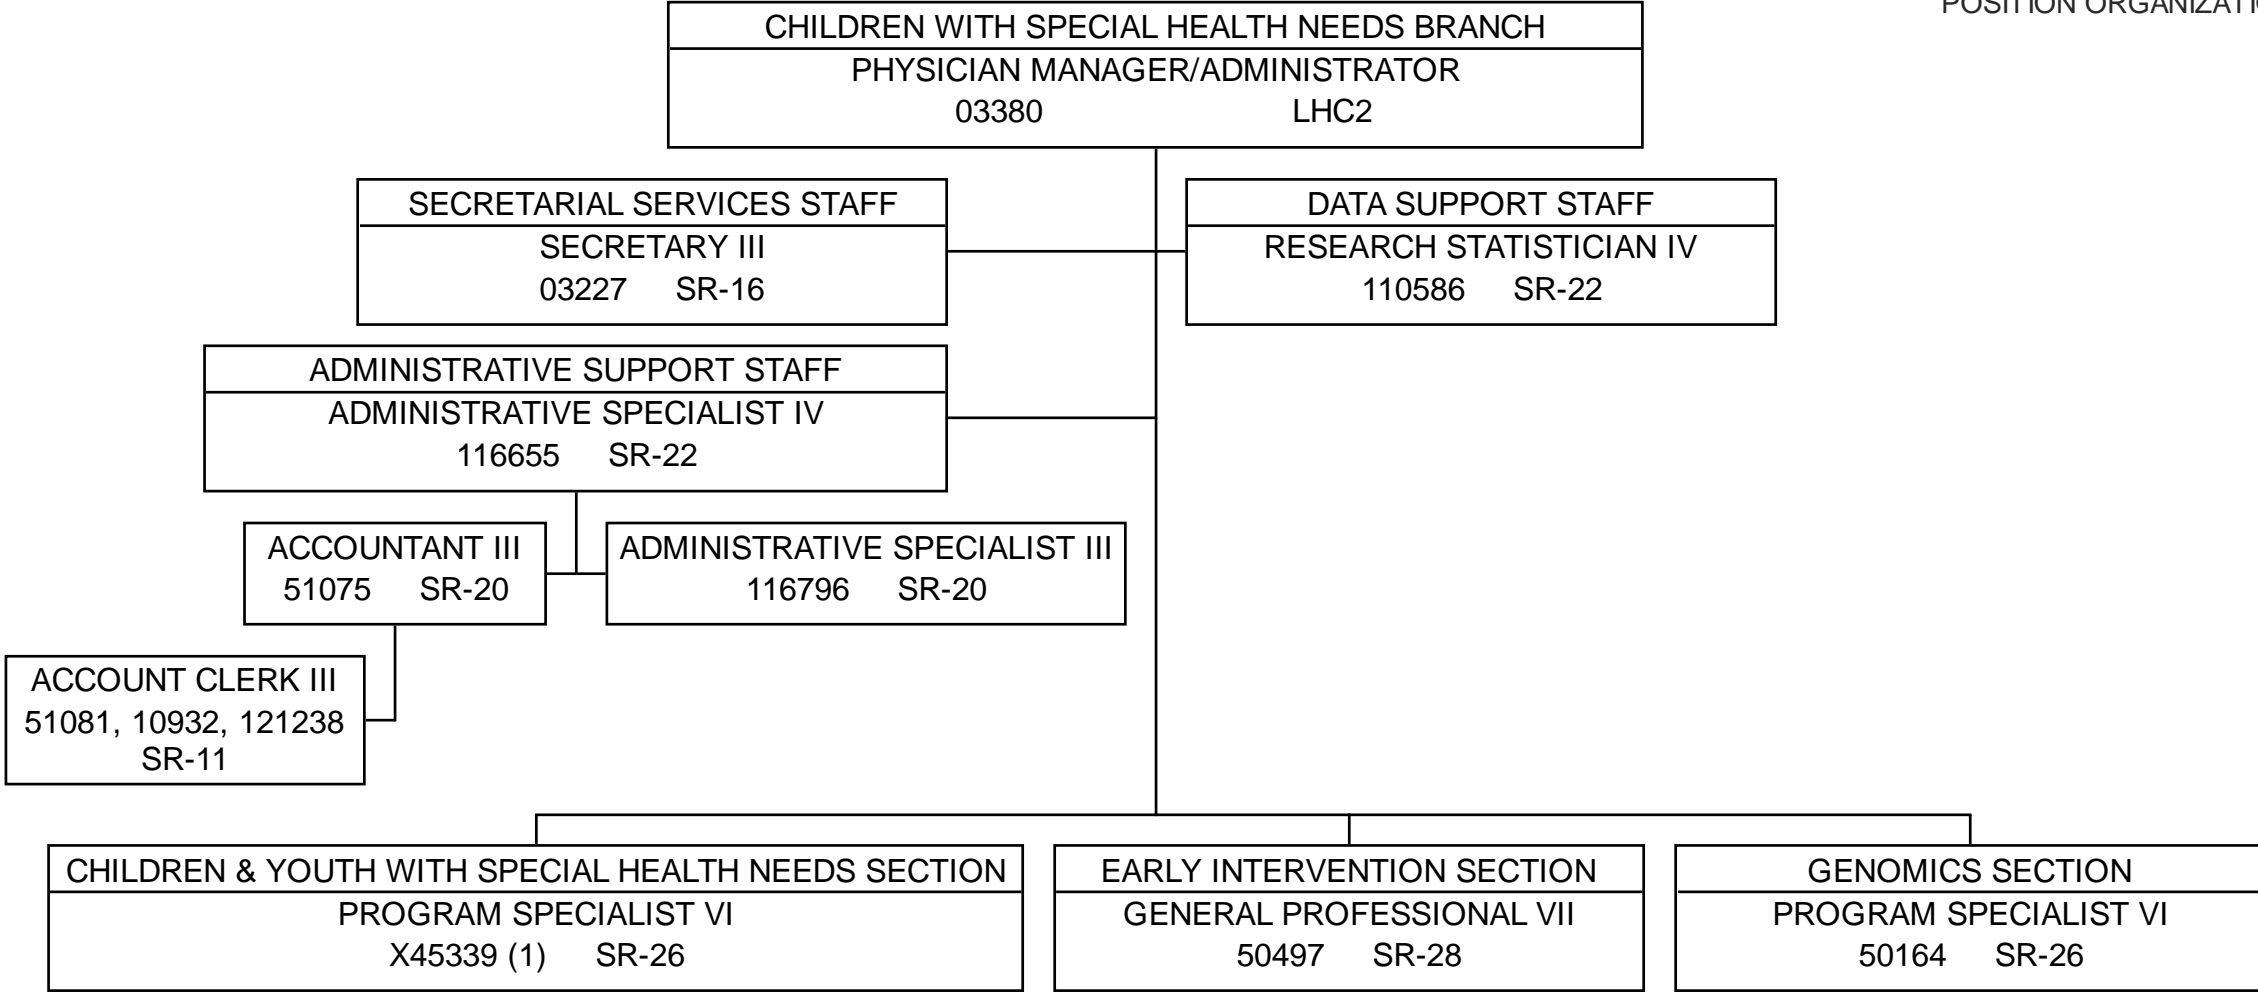 POSITION ORGANIZATI
CHILDREN WITH SPECIAL HEALTH NEEDS BRANCH
PHYSICIAN MANAGER/ADMINISTRATOR
03380 LHC2
SECRETARIAL SERVICES STAFF
SECRETARY III
03227 SR-16
DATA SUPPORT STAFF
RESEARCH STATISTICIAN IV
110586 SR-22
ADMINISTRATIVE SUPPORT STAFF
ADMINISTRATIVE SPECIALIST IV
116655 SR-22
ACCOUNTANT III
51075 SR-20
ADMINISTRATIVE SPECIALIST III
116796 SR-20
ACCOUNT CLERK III
51081, 10932, 121238
SR-11
CHILDREN & YOUTH WITH SPECIAL HEALTH NEEDS SECTION
PROGRAM SPECIALIST VI
X45339 (1) SR-26
EARLY INTERVENTION SECTION
GENERAL PROFESSIONAL VII
50497 SR-28
GENOMICS SECTION
PROGRAM SPECIALIST VI
50164 SR-26